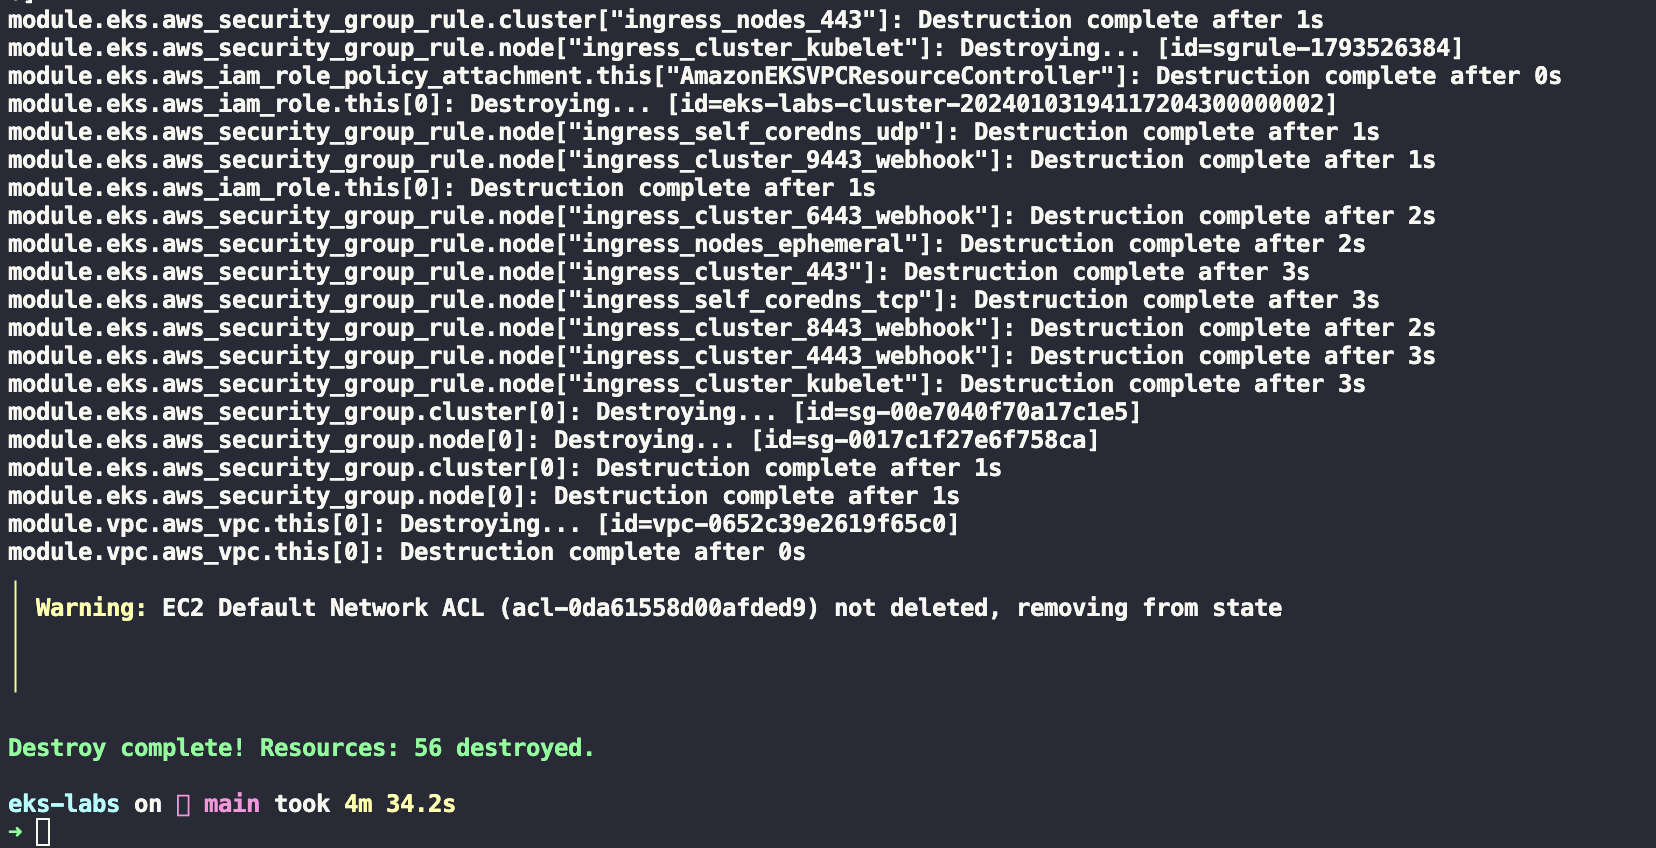 module.eks.aws_security_group_rule.cluster["ingress_nodes_443"]: Destruction complete after 1s
module.eks.aws_security_group_rule.node["ingress_cluster_kubelet"]: Destroying... [id=sgrule-1793526384]
module.eks.aws_iam_role_policy_attachment.this["AmazonEKSVPCResourceController"]: Destruction complete after 0s
module.eks.aws_iam_role.this[0]: Destroying... [id=eks-labs-cluster-20240103194117204300000002]
module.eks.aws_security_group_rule.node["ingress_self_coredns_udp"]: Destruction complete after 1s
module.eks.aws_security_group_rule.node["ingress_cluster_9443_webhook"]: Destruction complete after 1s
module.eks.aws_iam_role.this[0]: Destruction complete after 1s
module.eks.aws_security_group_rule.node["ingress_cluster_6443_webhook"]: Destruction complete after 2s
module.eks.aws_security_group_rule.node["ingress_nodes_ephemeral"]: Destruction complete after 2s
module.eks.aws_security_group_rule.node["ingress_cluster_443"]: Destruction complete after 3s
module.eks.aws_security_group_rule.node["ingress_self_coredns_tcp"]: Destruction complete after 3s
module.eks.aws_security_group_rule.node["ingress_cluster_8443_webhook"]: Destruction complete after 2s
module.eks.aws_security_group_rule.node["ingress_cluster_4443_webhook"]: Destruction complete after 3s
module.eks.aws_security_group_rule.node["ingress_cluster_kubelet"]: Destruction complete after 3s
module.eks.aws_security_group.cluster[0]: Destroying... [id=sg-00e7040f70a17c1e5]
module.eks.aws_security_group.node[0]: Destroying... [id=sg-0017c1f27e6f758ca]
module.eks.aws_security_group.cluster[0]: Destruction complete after 1s
module.eks.aws_security_group.node[0]: Destruction complete after 1s
module.vpc.aws_vpc.this[0]: Destroying... [id=vpc-0652c39e2619f65c0]
module.vpc.aws_vpc.this[0]: Destruction complete after 0s
Warning: EC2 Default Network ACL (acl-0da61558d00afded9) not deleted, removing from state
Destroy complete! Resources: 56 destroyed.
eks-labs on main took 4m 34.2s
→